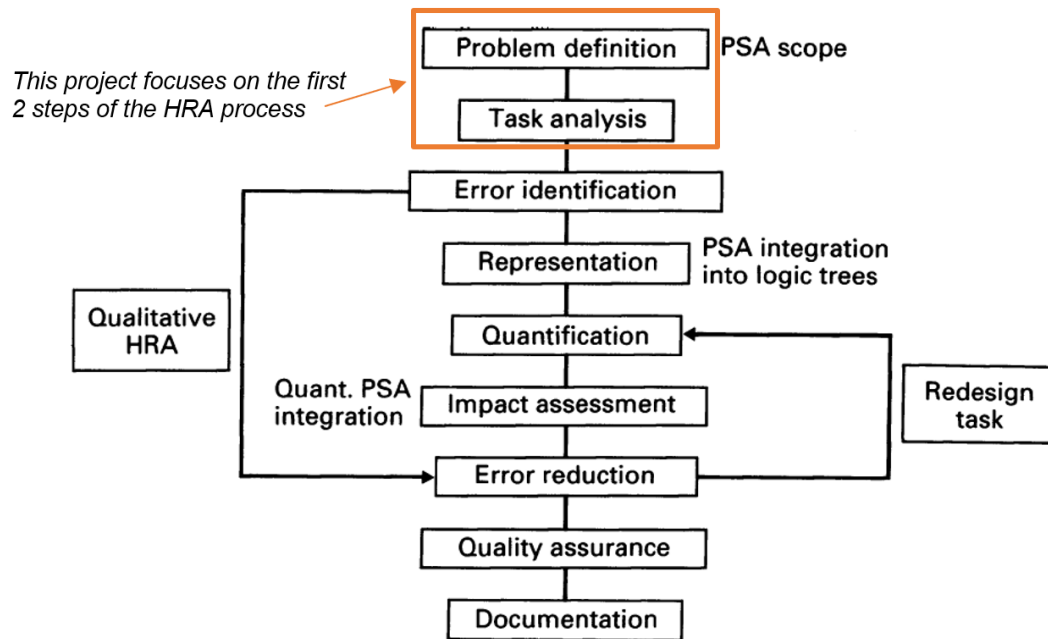 Problem definition
PSA scope
This project focuses on the first
2 steps of the HRA process
Task analysis
Error identification
Representation
PSA integration
into logic trees
Qualitative
HRA
Quantification
Quant. PSA
integration
Impact assessment
Redesign
task
Error reduction
Quality assurance
Documentation